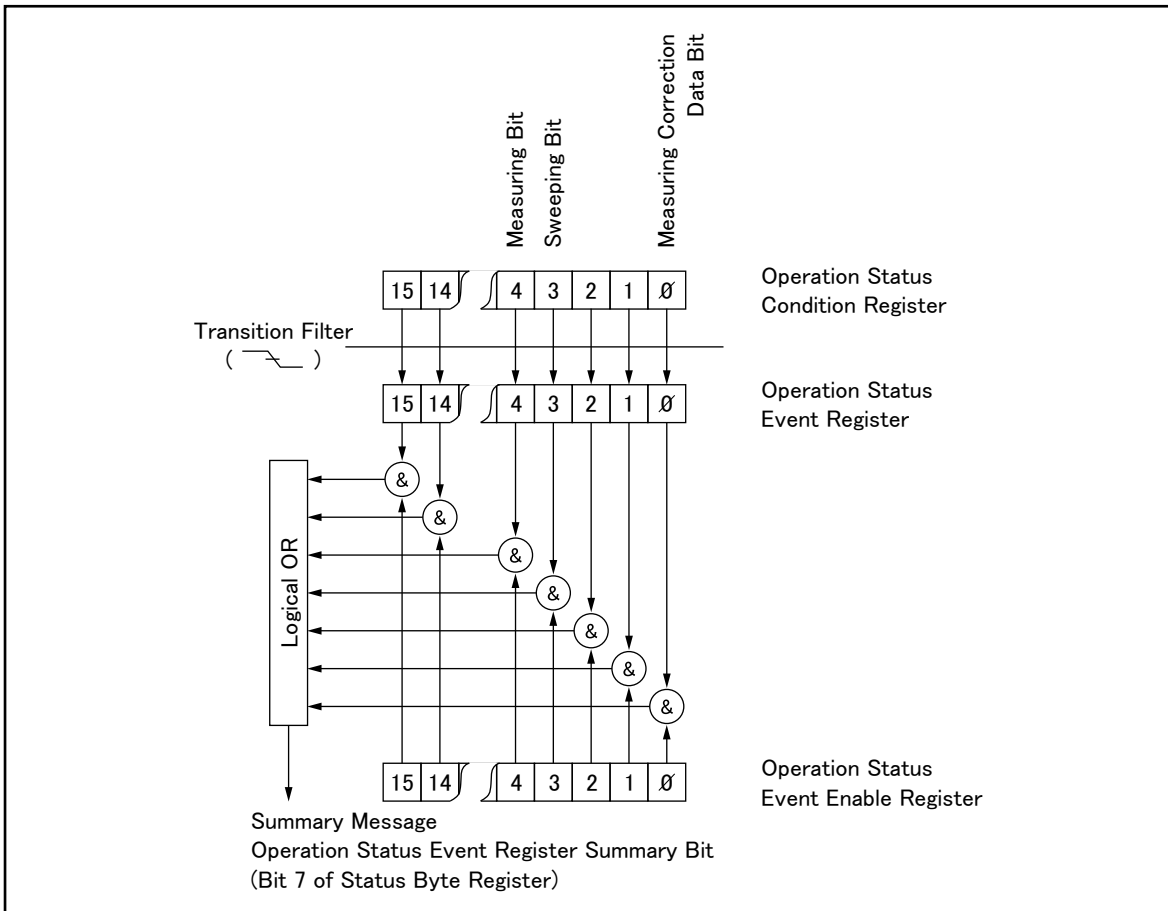 Measuring Bit
Sweeping Bit
Measuring Correction
Data Bit
15 14 4 3 2 1 0̸
Operation Status
Condition Register
Transition Filter
( )
15 14 4 3 2 1 0̸
Operation Status
Event Register
&
&
&
&
&
&
&
Logical OR
15 14 4 3 2 1 0̸
Operation Status
Event Enable Register
Summary Message
Operation Status Event Register Summary Bit
(Bit 7 of Status Byte Register)